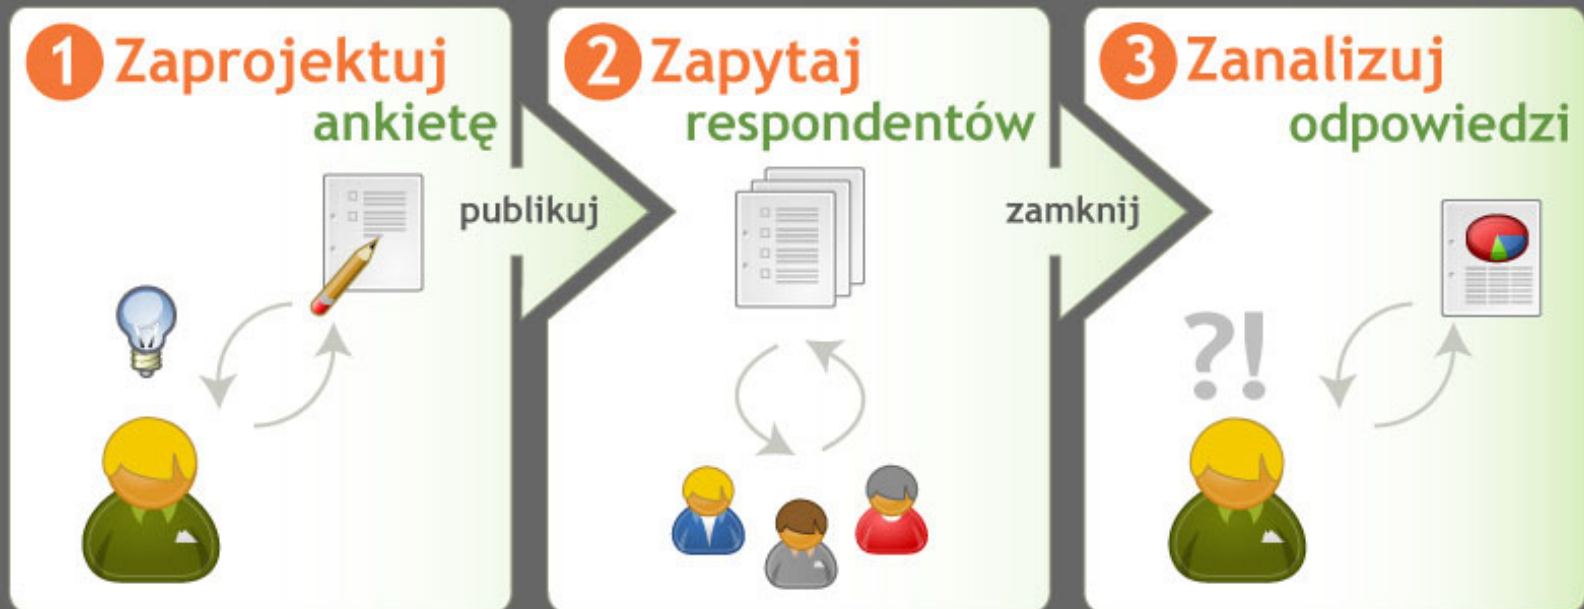 1 Zaprojektuj
ankietę
publikuj
2 Zapytaj
respondentów
zamknij
3 Zanalizuj
odpowiedzi
?!